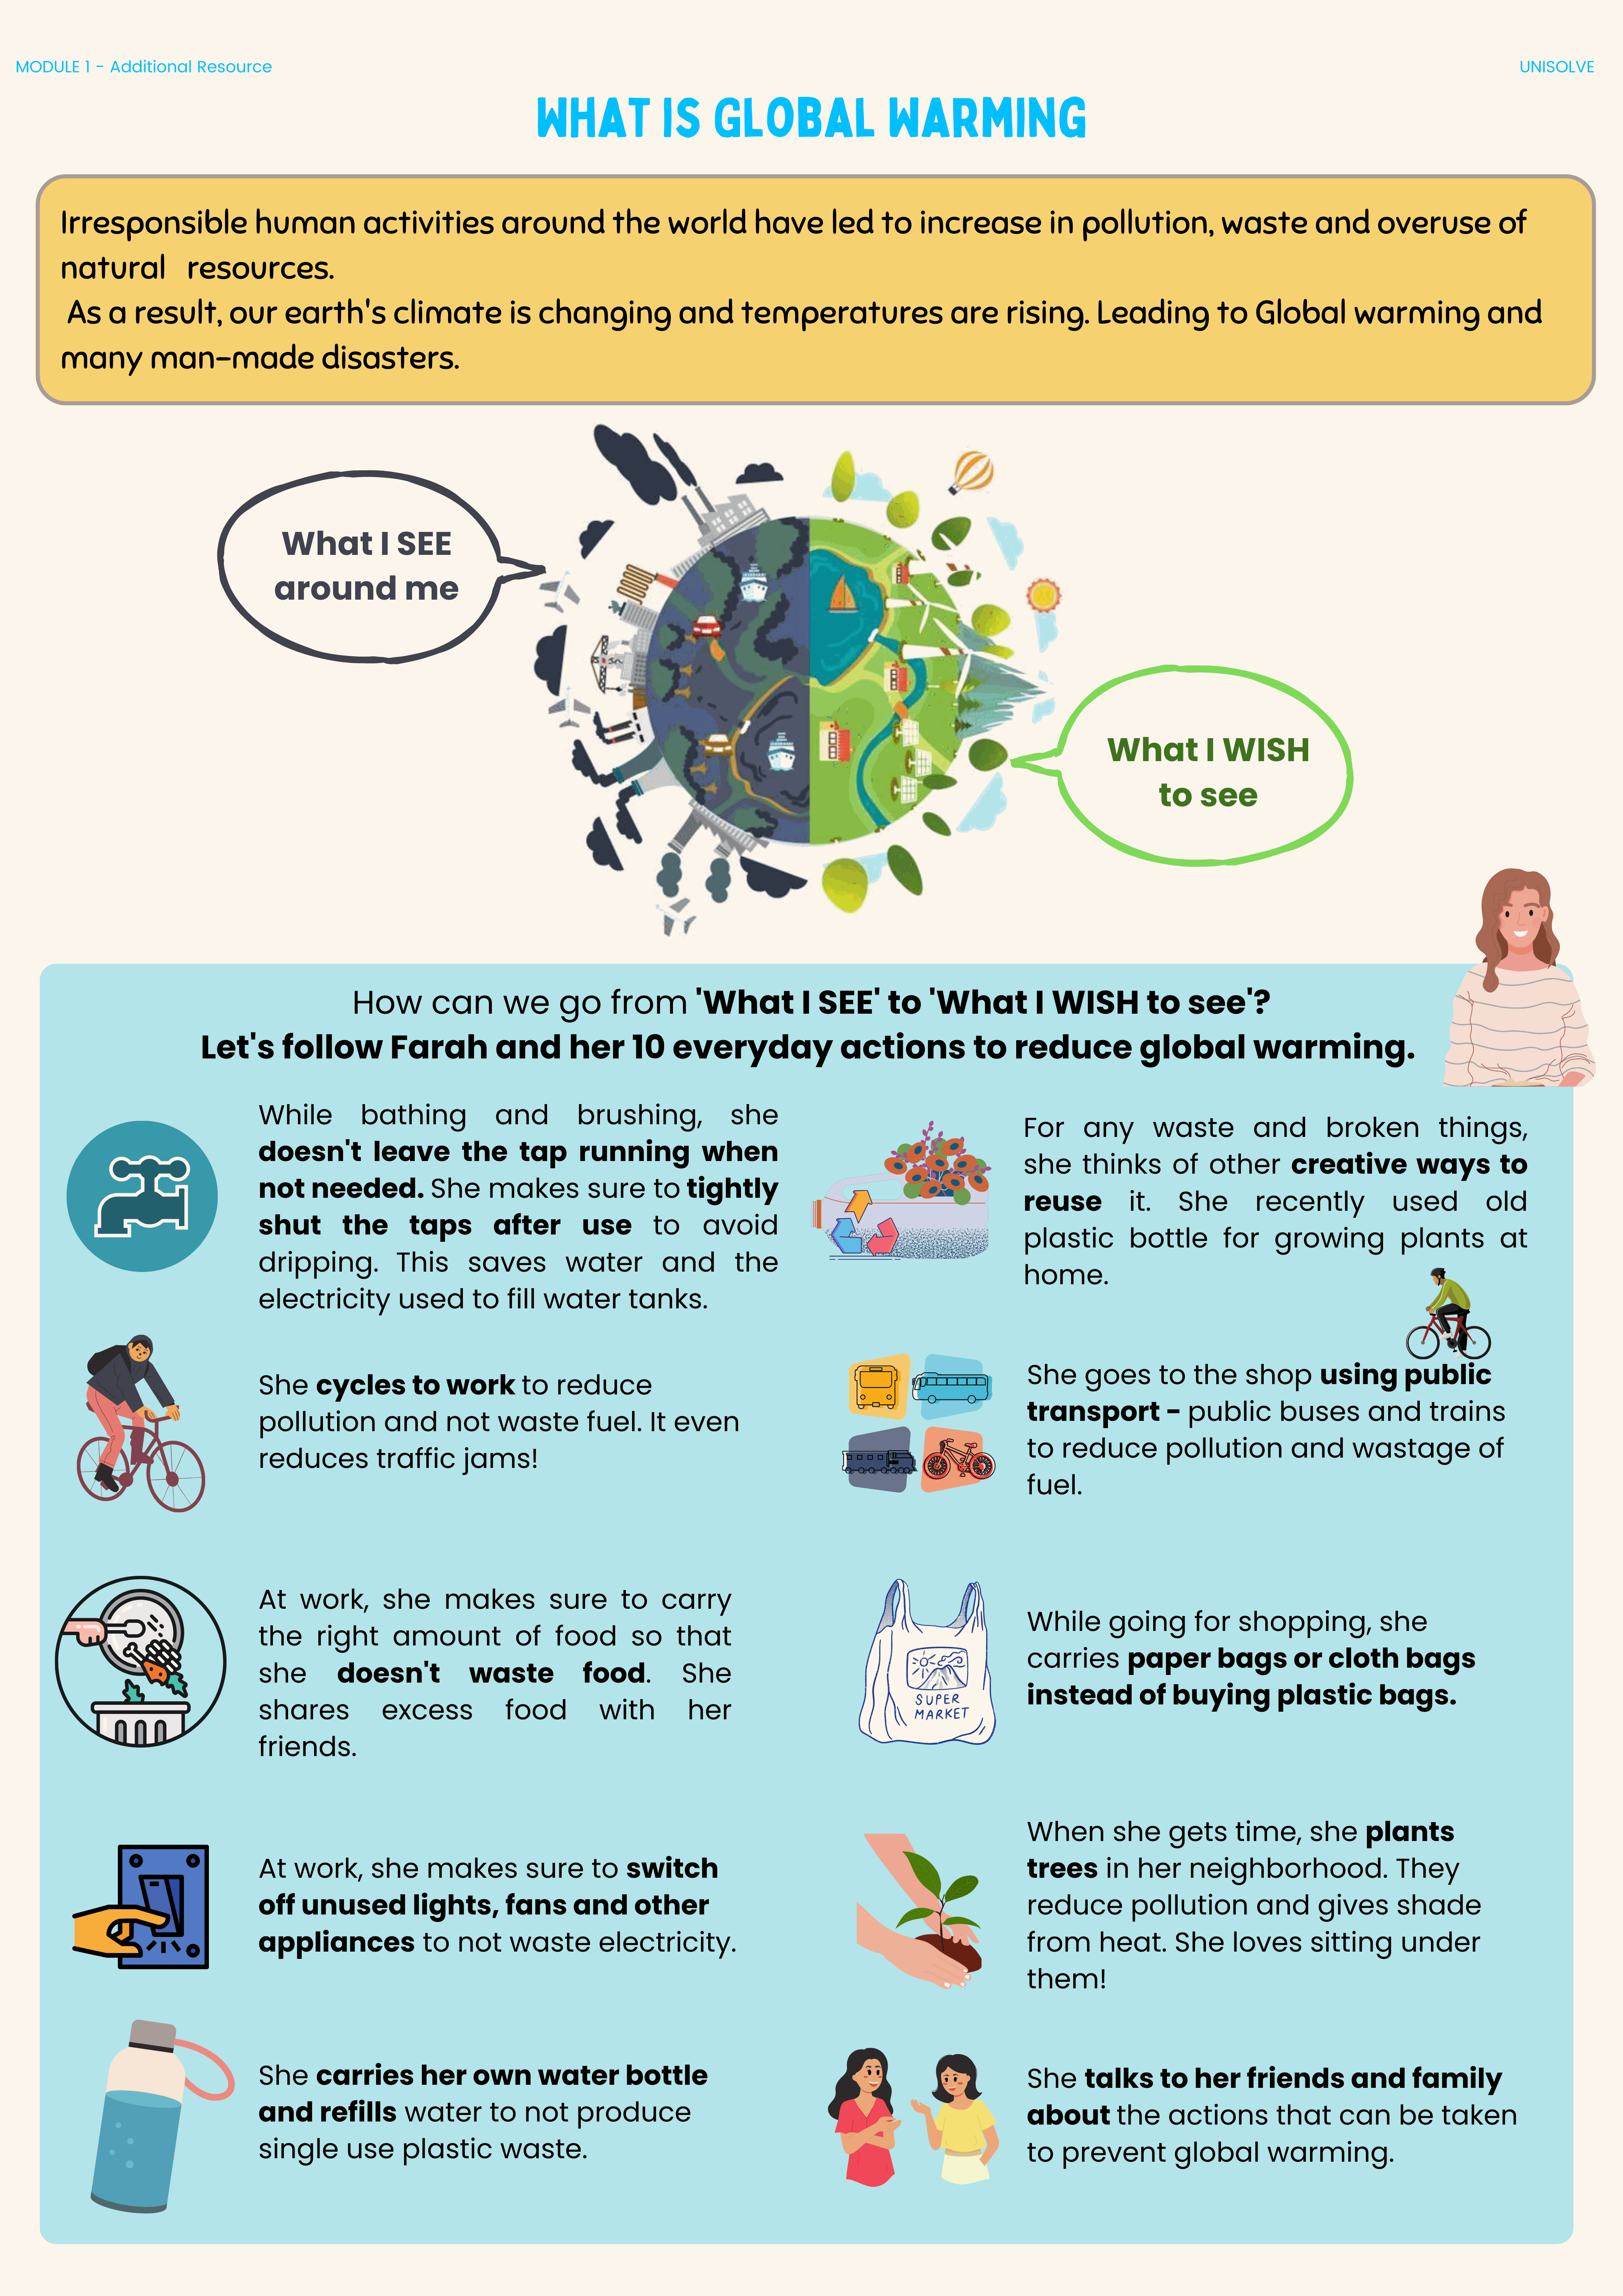 MODULE 1 - Additional Resource
UNISOLVE
WHAT IS GLOBAL WARMING
Irresponsible human activities around the world have led to increase in pollution, waste and overuse of
natural resources.
As a result, our earth's climate is changing and temperatures are rising. Leading to Global warming and
many man-made disasters.
What I SEE
around me
What I WISH
to see
How can we go from 'What I SEE' to 'What I WISH to see'?
Let's follow Farah and her 10 everyday actions to reduce global warming.
While bathing and brushing, she
doesn't leave the tap running when
not needed. She makes sure to tightly
shut the taps after use to avoid
dripping. This saves water and the
electricity used to fill water tanks.
She cycles to work to reduce
pollution and not waste fuel. It even
reduces traffic jams!
At work, she makes sure to carry
the right amount of food so that
she doesn't waste food. She
shares excess food with her
friends.
At work, she makes sure to switch
off unused lights, fans and other
appliances to not waste electricity.
She carries her own water bottle
and refills water to not produce
single use plastic waste.
For any waste and broken things,
she thinks of other creative ways to
reuse it. She recently used old
plastic bottle for growing plants at
home.
She goes to the shop using public
transport - public buses and trains
to reduce pollution and wastage of
fuel.
SUPER
MARKET
While going for shopping, she
carries paper bags or cloth bags
instead of buying plastic bags.
When she gets time, she plants
trees in her neighborhood. They
reduce pollution and gives shade
from heat. She loves sitting under
them!
She talks to her friends and family
about the actions that can be taken
to prevent global warming.